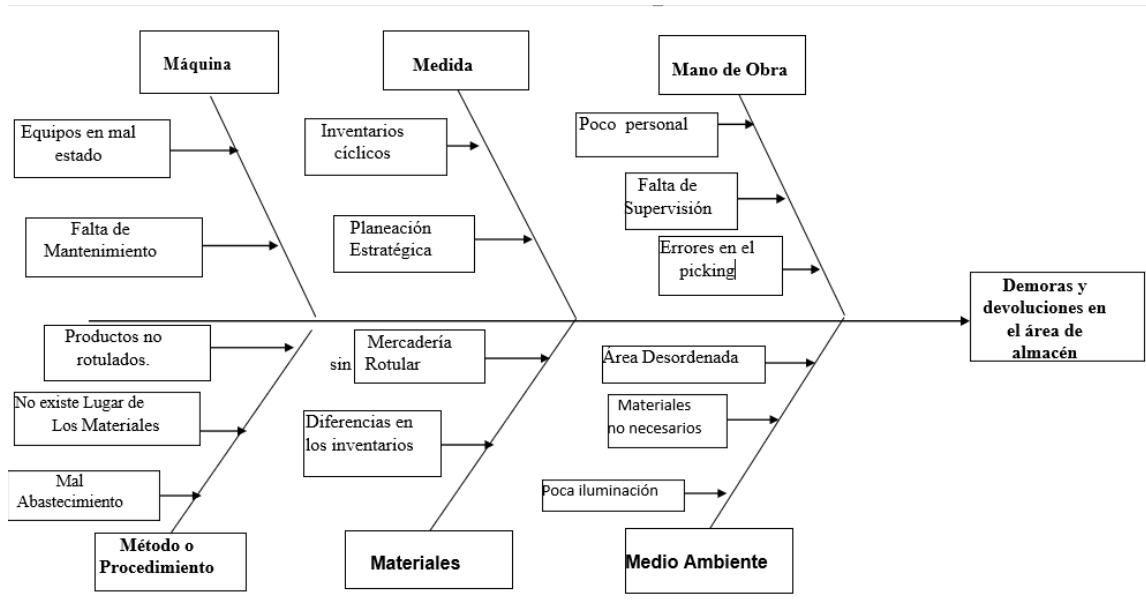 Máquina
Medida
Mano de Obra
Equipos en mal
estado
Inventarios
cíclicos
Poco personal
Falta de
Supervisión
Falta de
Mantenimiento
Planeación
Estratégica
Errores en el
picking
Demoras y
devoluciones en
el área de
almacén
Productos no
rotulados.
Mercadería
sin Rotular
Área Desordenada
No existe Lugar de
Los Materiales
Diferencias en
los inventarios
Materiales
no necesarios
Mal
Abastecimiento
Poca iluminación
Método o
Procedimiento
Materiales
Medio Ambiente